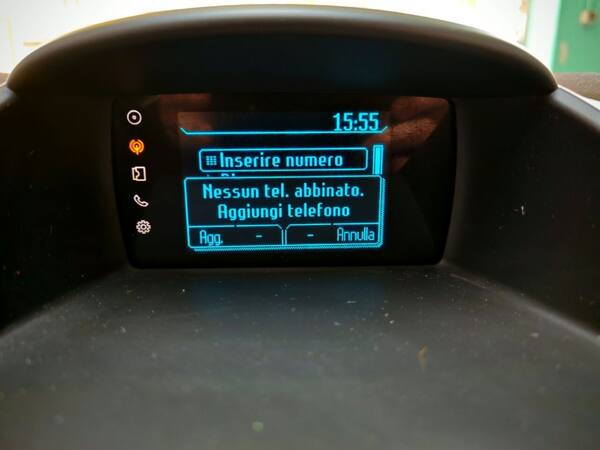 15:55
Inserire numero
Nessun tel. abbinato.
Aggiungi telefono
Agg. - - Annulla